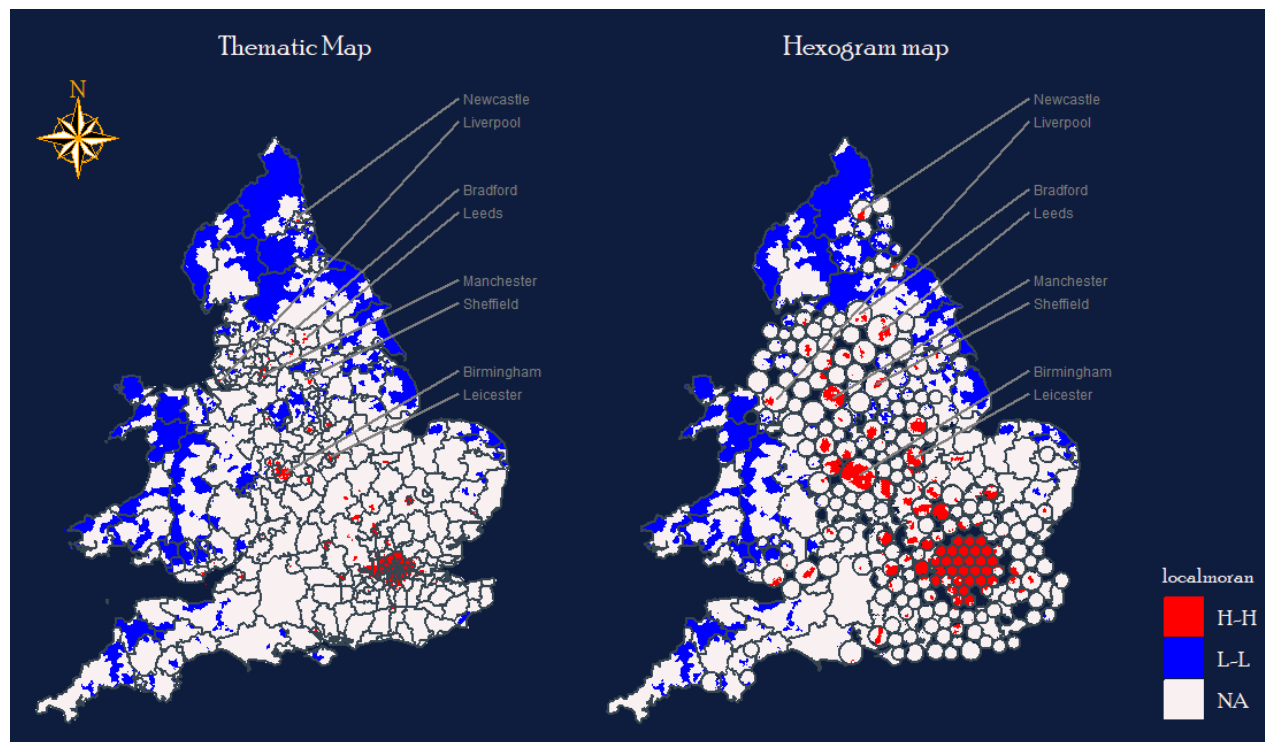 Thematic Map
Hexogram map
N
Newcastle
Liverpool
Bradford
Leeds
Manchester
Sheffield
Birmingham
Leicester
Newcastle
Liverpool
Bradford
Leeds
Manchester
Sheffield
Birmingham
Leicester
localmoran
H-H
L-L
NA